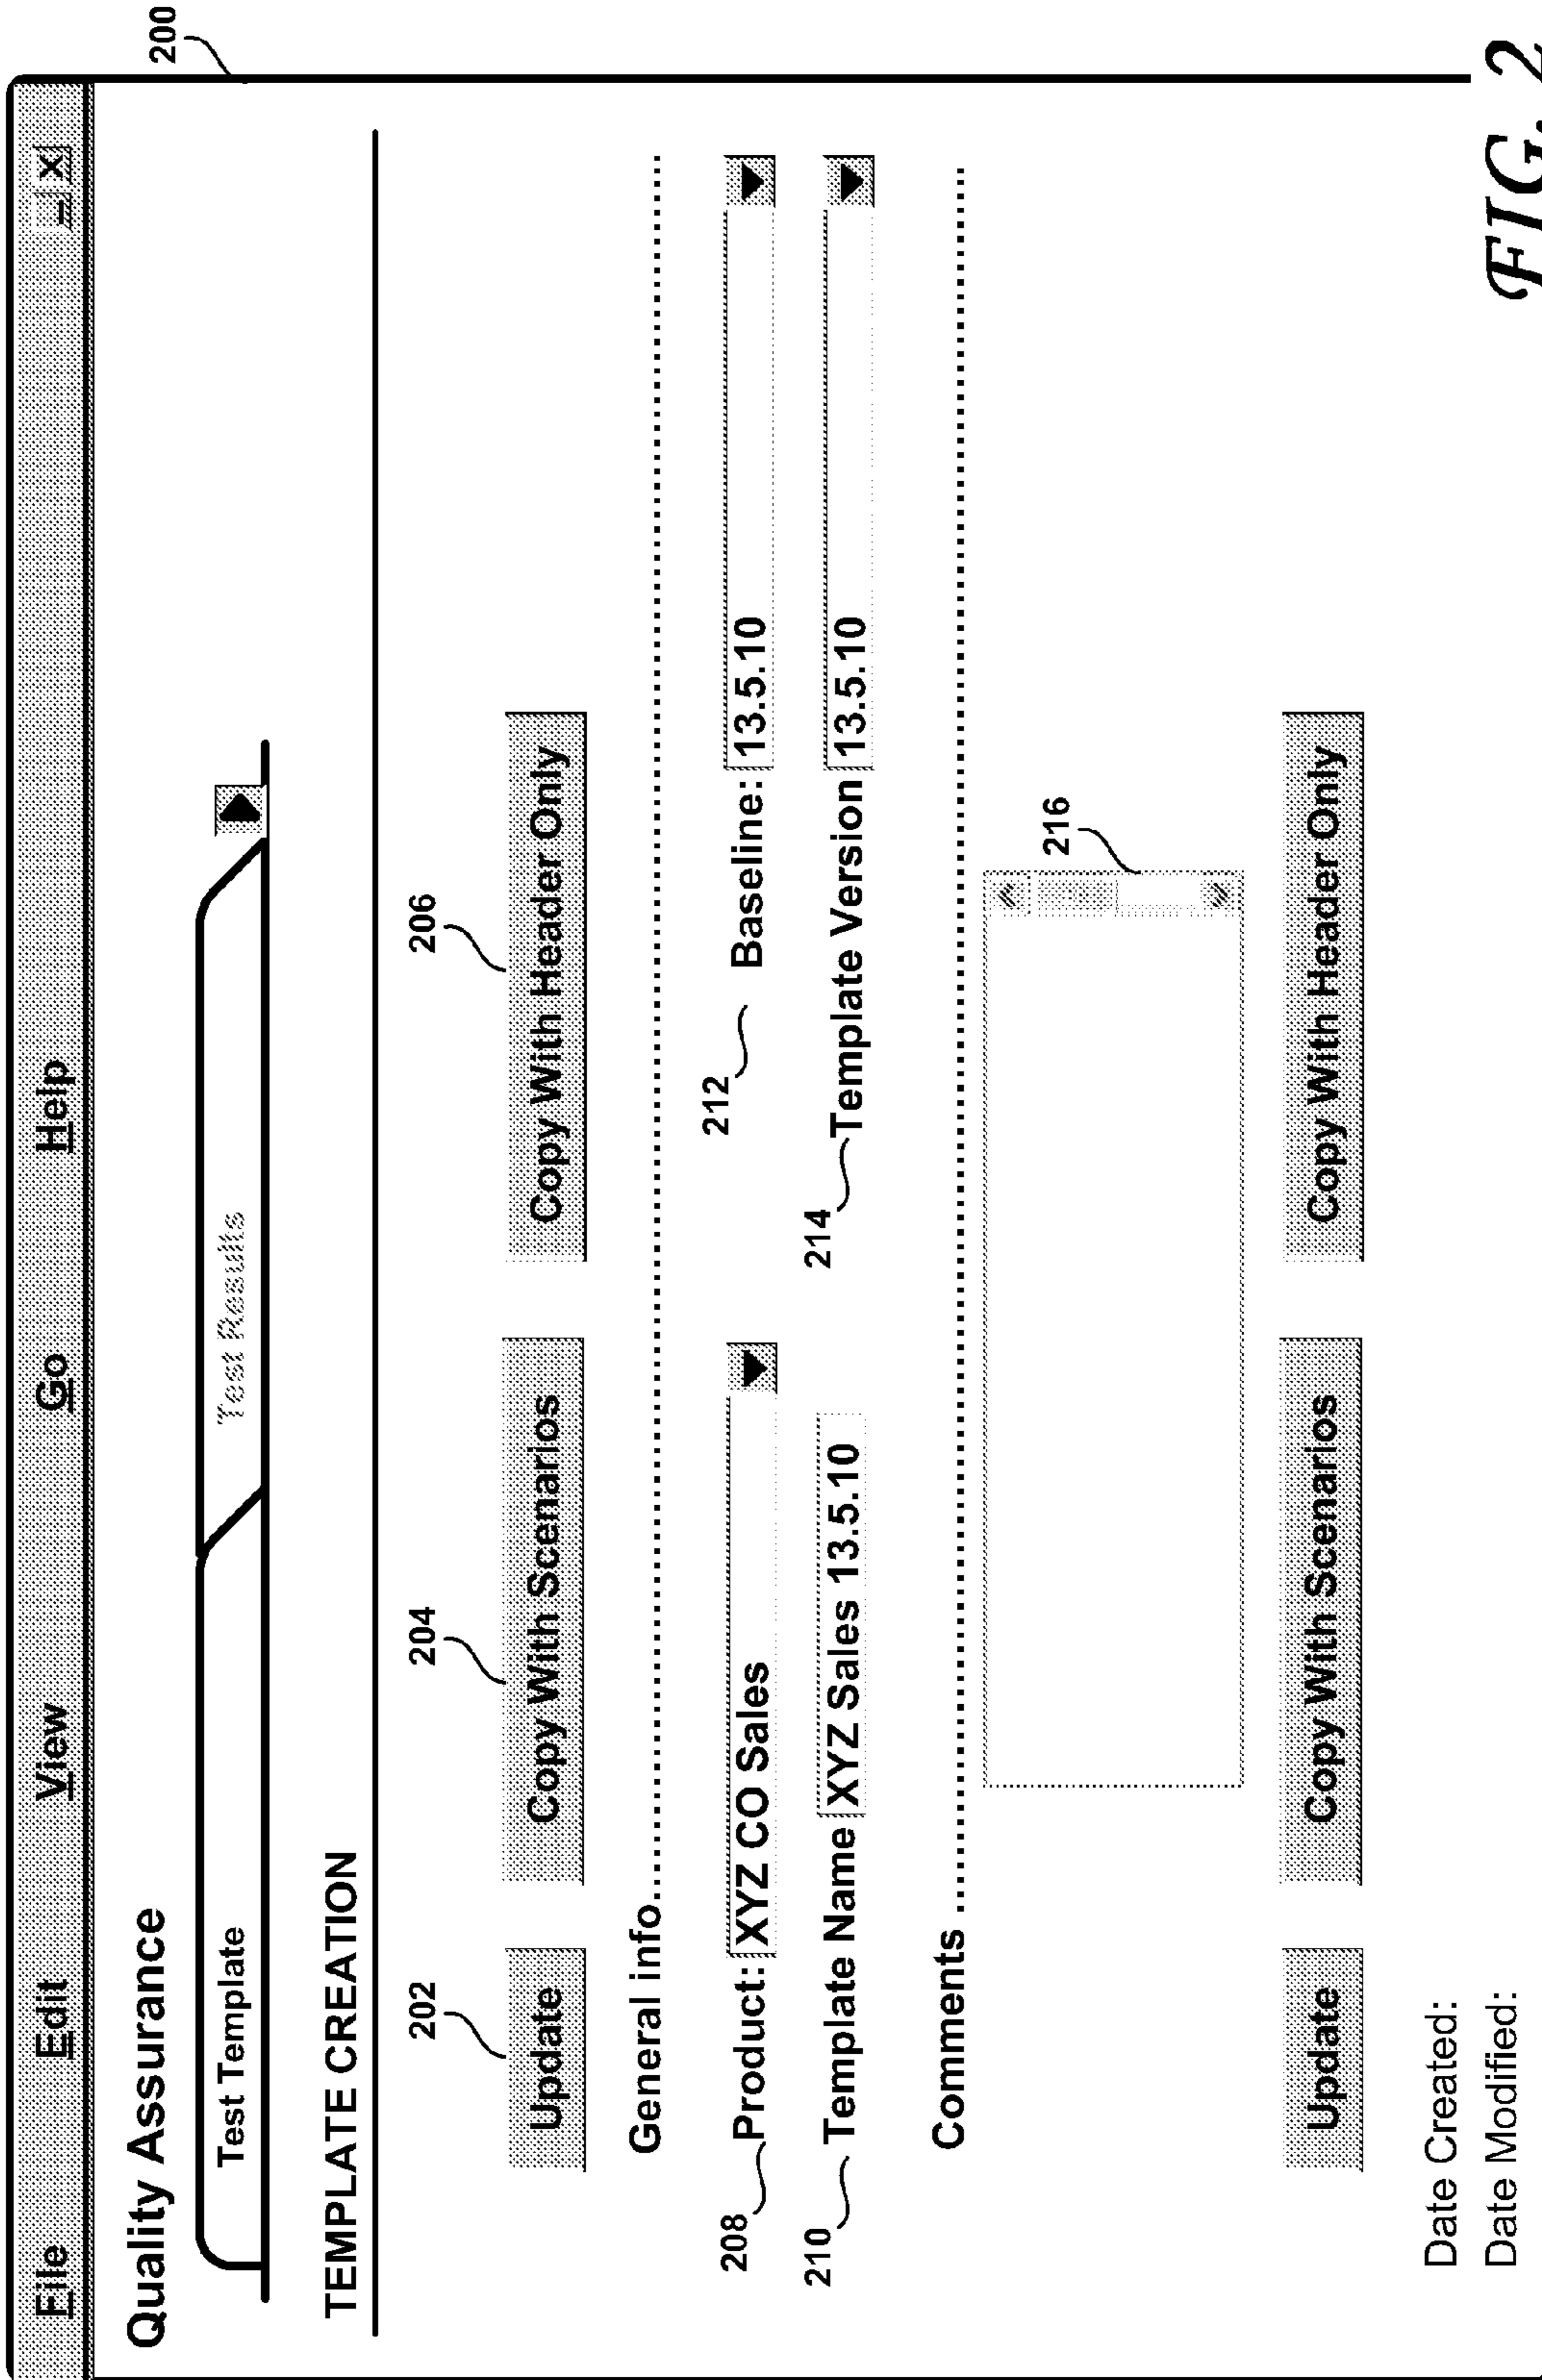 File Edit View Go Help – X
200
Quality Assurance
Test Template Test Results
TEMPLATE CREATION
202 204 206
Update Copy With Scenarios Copy With Header Only
General info
208 Product: XYZ CO Sales 212 Baseline: 13.5.10
210 Template Name XYZ Sales 13.5.10 214 Template Version 13.5.10
Comments
216
Update Copy With Scenarios Copy With Header Only
Date Created:
Date Modified:
FIG. 2